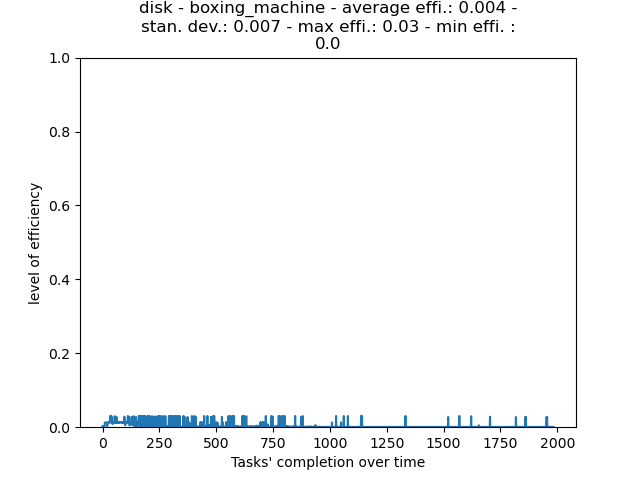 disk - boxing_machine - average effi.: 0.004 -
stan. dev.: 0.007 - max effi.: 0.03 - min effi. :
0.0
1.0
0.8
0.6
0.4
0.2
0.0
level of efficiency
0 250 500 750 1000 1250 1500 1750 2000
Tasks' completion over time